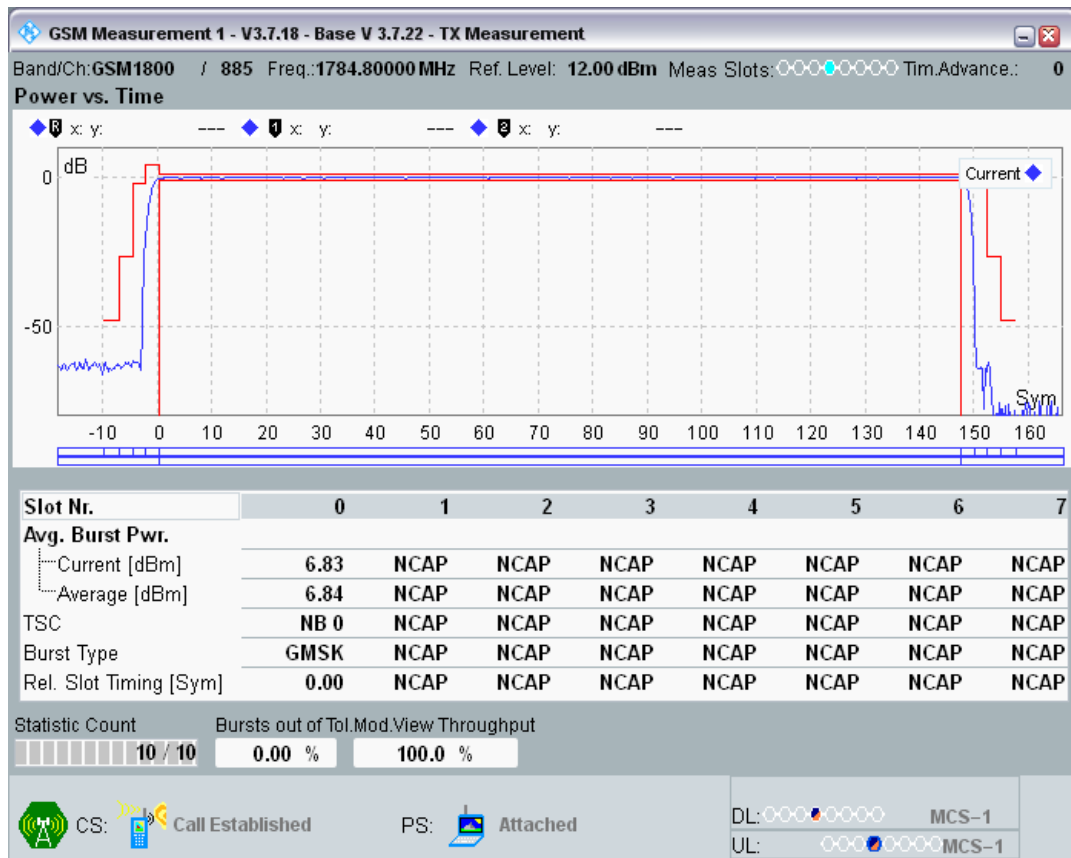 GSM Measurement 1 - V3.7.18 - Base V 3.7.22 - TX Measurement
Band/Ch:GSM1800 / 885 Freq.:1784.80000 MHz Ref. Level: 12.00 dBm Meas Slots: Tim.Advance.: 0
Power vs. Time
R x: y: --- 1 x: y: --- 2 x: y: ---
dB
0
Current
-50
Sym
-10 0 10 20 30 40 50 60 70 80 90 100 110 120 130 140 150 160
Slot Nr. 0 1 2 3 4 5 6 7
Avg. Burst Pwr.
Current [dBm] 6.83 NCAP NCAP NCAP NCAP NCAP NCAP NCAP
Average [dBm] 6.84 NCAP NCAP NCAP NCAP NCAP NCAP NCAP
TSC NB 0 NCAP NCAP NCAP NCAP NCAP NCAP NCAP
Burst Type GMSK NCAP NCAP NCAP NCAP NCAP NCAP NCAP
Rel. Slot Timing [Sym] 0.00 NCAP NCAP NCAP NCAP NCAP NCAP NCAP
Statistic Count Bursts out of Tol.Mod.View Throughput
10 / 10 0.00 % 100.0 %
CS: Call Established PS: Attached
DL: MCS-1
UL: MCS-1